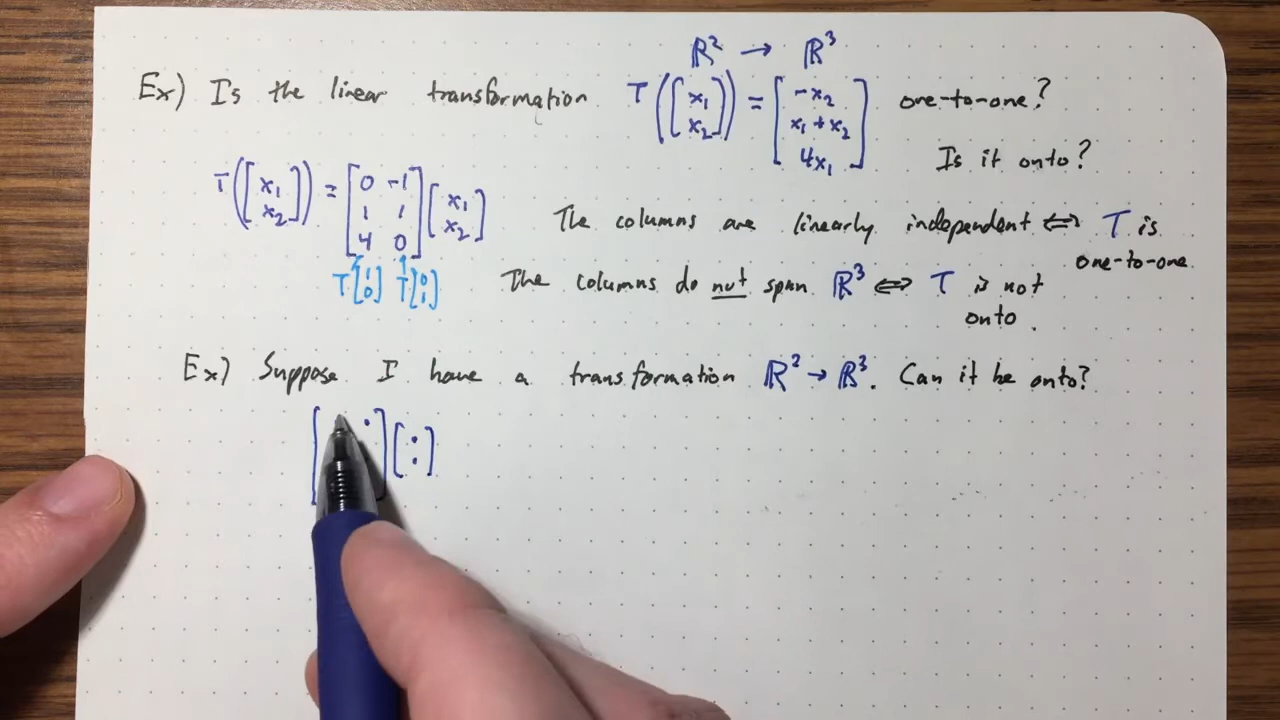 ℝ² → ℝ³
Ex) Is the linear transformation T([x₁ x₂]) = [-x₂ x₁+x₂ 4x₁] one-to-one?
Is it onto?
T([x₁ x₂]) = [0 -1 1 1 4 0][x₁ x₂]
The columns are linearly independent ⟺ T is
one-to-one.
T[1 0] T[0 1]
The columns do not span ℝ³ ⟺ T is not
onto.
Ex) Suppose I have a transformation ℝ² → ℝ³. Can it be onto?